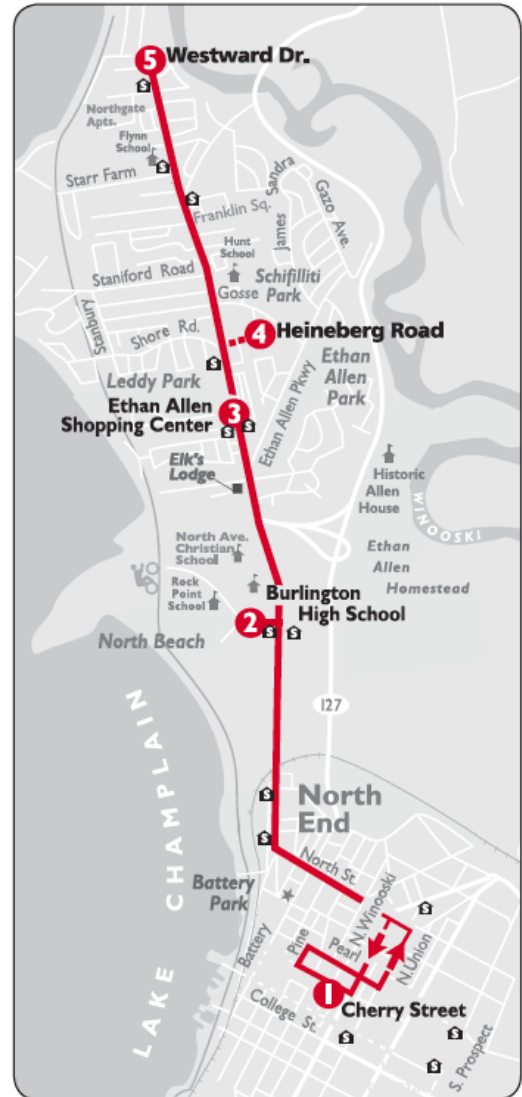 5 Westward Dr.
Northgate
Apts.
Flynn
School
Starr Farm
Sandra
Gazo Ave.
Franklin Sq.
James
Hunt
School
Staniford Road
Schifilliti
Park
Gosse
Stanbury
Shore Rd.
4 Heineberg Road
Leddy Park
Ethan
Allen
Park
Ethan Allen
Shopping Center
3
Ethan Allen Pkwy
Elk's
Lodge
Historic
Allen
House
WINOOSKI
North Ave.
Christian
School
Ethan
Allen
Homestead
Rock
Point
School
Burlington
High School
2
North Beach
127
LAKE CHAMPLAIN
North
End
North St.
Battery
Park
N. Winooski
Battery
Pine
Pearl
N. Union
1
Cherry Street
College St.
S. Prospect
S
S
S
S
S
S
S
S
S
S
S
S
S
S